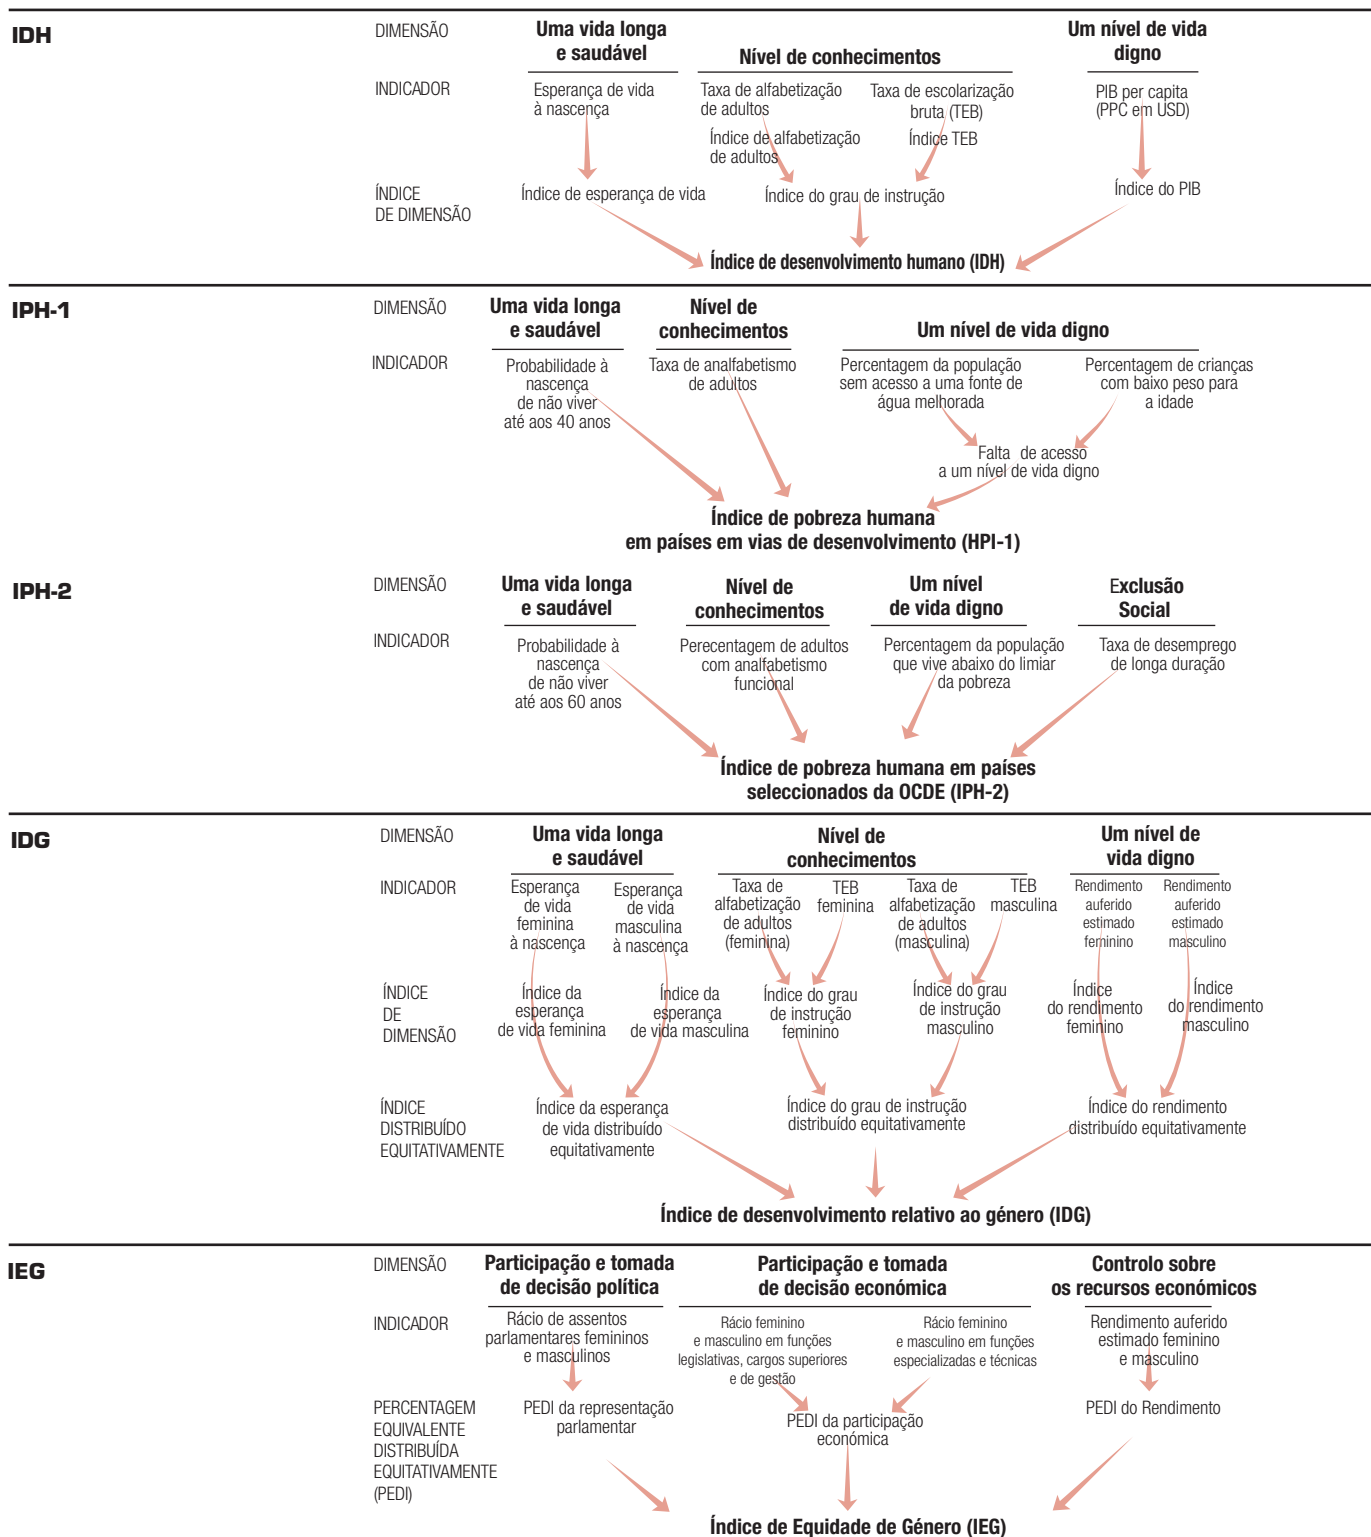 IDH
DIMENSÃO
Uma vida longa
e saudável
Nível de conhecimentos
Um nível de vida
digno
INDICADOR
Esperança de vida
à nascença
Taxa de alfabetização
de adultos
Taxa de escolarização
bruta (TEB)
PIB per capita
(PPC em USD)
Índice de alfabetização
de adultos
Índice TEB
ÍNDICE
DE DIMENSÃO
Índice de esperança de vida
Índice do grau de instrução
Índice do PIB
Índice de desenvolvimento humano (IDH)
IPH-1
DIMENSÃO
Uma vida longa
e saudável
Nível de
conhecimentos
Um nível de vida digno
INDICADOR
Probabilidade à
nascença
de não viver
até aos 40 anos
Taxa de analfabetismo
de adultos
Percentagem da população
sem acesso a uma fonte de
água melhorada
Percentagem de crianças
com baixo peso para
a idade
Falta de acesso
a um nível de vida digno
Índice de pobreza humana
em países em vias de desenvolvimento (HPI-1)
IPH-2
DIMENSÃO
Uma vida longa
e saudável
Nível de
conhecimentos
Um nível
de vida digno
Exclusão
Social
INDICADOR
Probabilidade à
nascença
de não viver
até aos 60 anos
Perecentagem de adultos
com analfabetismo
funcional
Percentagem da população
que vive abaixo do limiar
da pobreza
Taxa de desemprego
de longa duração
Índice de pobreza humana em países
seleccionados da OCDE (IPH-2)
IDG
DIMENSÃO
Uma vida longa
e saudável
Nível de
conhecimentos
Um nível de
vida digno
INDICADOR
Esperança
de vida
feminina
à nascença
Esperança
de vida
masculina
à nascença
Taxa de
alfabetização
de adultos
(feminina)
TEB
feminina
Taxa de
alfabetização
de adultos
(masculina)
TEB
masculina
Rendimento
auferido
estimado
feminino
Rendimento
auferido
estimado
masculino
ÍNDICE
DE
DIMENSÃO
Índice da
esperança
de vida feminina
Índice da
esperança
de vida masculina
Índice do grau
de instrução
feminino
Índice do grau
de instrução
masculino
Índice
do rendimento
feminino
Índice
do rendimento
masculino
ÍNDICE
DISTRIBUÍDO
EQUITATIVAMENTE
Índice da esperança
de vida distribuído
equitativamente
Índice do grau de instrução
distribuído equitativamente
Índice do rendimento
distribuído equitativamente
Índice de desenvolvimento relativo ao género (IDG)
IEG
DIMENSÃO
Participação e tomada
de decisão política
Participação e tomada
de decisão económica
Controlo sobre
os recursos económicos
INDICADOR
Rácio de assentos
parlamentares femininos
e masculinos
Rácio feminino
e masculino em funções
legislativas, cargos superiores
e de gestão
Rácio feminino
e masculino em funções
especializadas e técnicas
Rendimento auferido
estimado feminino
e masculino
PERCENTAGEM
EQUIVALENTE
DISTRIBUÍDA
EQUITATIVAMENTE
(PEDI)
PEDI da representação
parlamentar
PEDI da participação
económica
PEDI do Rendimento
Índice de Equidade de Género (IEG)